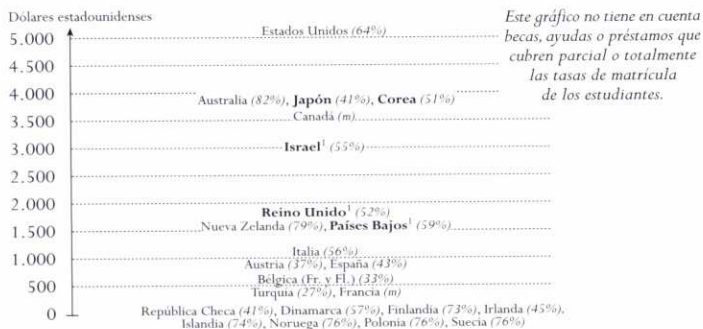 Dólares estadounidenses
Este gráfico no tiene en cuenta
becas, ayudas o préstamos que
cubren parcial o totalmente
las tasas de matrícula
de los estudiantes.
5.000
Estados Unidos (64%)
4.500
4.000
Australia (82%), Japón (41%), Corea (51%)
Canadá (m)
3.500
3.000
Israel¹ (55%)
2.500
2.000
Reino Unido¹ (52%)
Nueva Zelanda (79%), Países Bajos¹ (59%)
1.500
Italia (56%)
1.000
Austria (37%), España (43%)
Bélgica (Fr. y Fl.) (33%)
500
Turquía (27%), Francia (m)
0
República Checa (41%), Dinamarca (57%), Finlandia (73%), Irlanda (45%),
Islandia (74%), Noruega (76%), Polonia (76%), Suecia (76%)